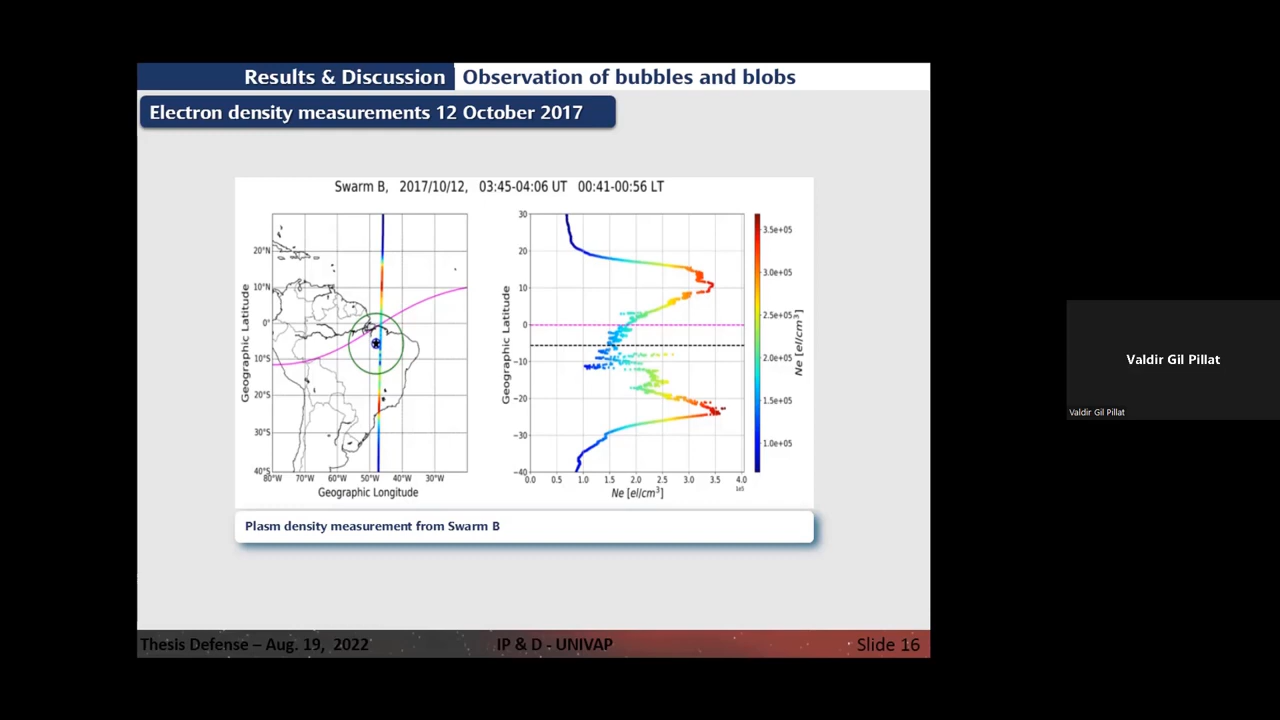 Results & Discussion Observation of bubbles and blobs
Electron density measurements 12 October 2017
Swarm B, 2017/10/12, 03:45-04:06 UT 00:41-00:56 LT
Geographic Latitude
20°N
10°N
0°
10°S
20°S
30°S
40°S
80°W 70°W 60°W 50°W 40°W 30°W
Geographic Longitude
Geographic Latitude
30
20
10
0
−10
−20
−30
−40
0.0 0.5 1.0 1.5 2.0 2.5 3.0 3.5 4.0
1e5
Ne [el/cm³]
3.5e+05
3.0e+05
2.5e+05
2.0e+05
1.5e+05
1.0e+05
Ne [el/cm³]
Plasm density measurement from Swarm B
Thesis Defense – Aug. 19, 2022 IP & D - UNIVAP Slide 16
Valdir Gil Pillat
Valdir Gil Pillat